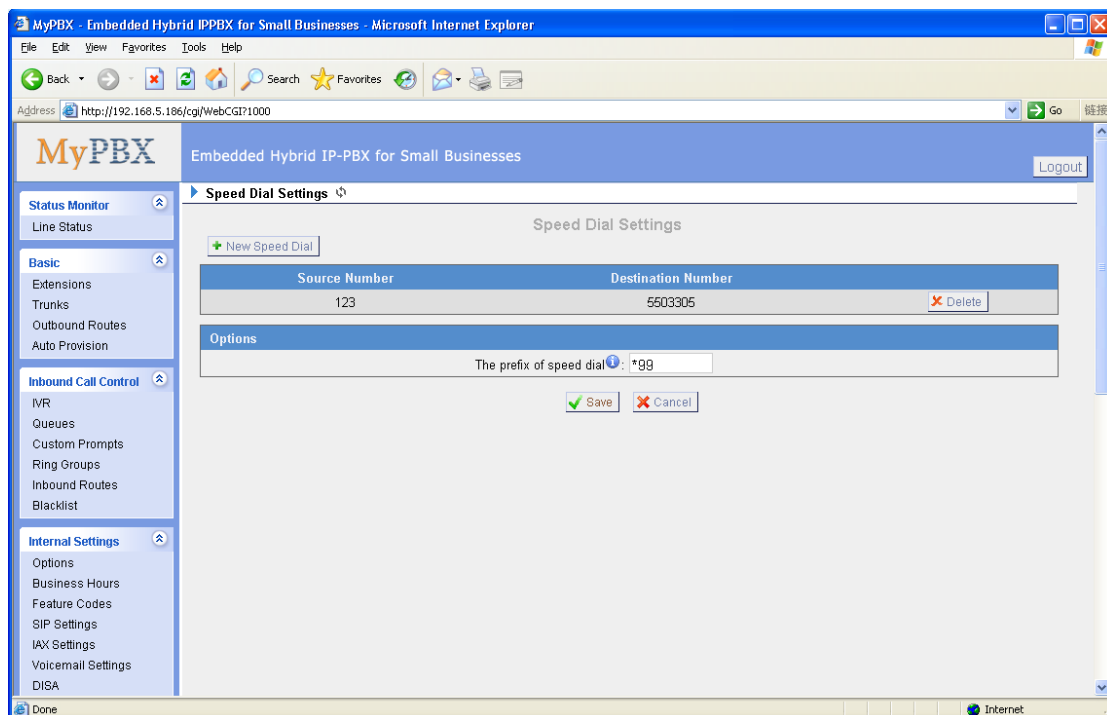 MyPBX - Embedded Hybrid IPPBX for Small Businesses - Microsoft Internet Explorer
File Edit View Favorites Tools Help
Back Search Favorites
Address http://192.168.5.186/cgi/WebCGI?1000 Go 链接
MyPBX
Embedded Hybrid IP-PBX for Small Businesses
Logout
Status Monitor
Line Status
Basic
Extensions
Trunks
Outbound Routes
Auto Provision
Inbound Call Control
IVR
Queues
Custom Prompts
Ring Groups
Inbound Routes
Blacklist
Internal Settings
Options
Business Hours
Feature Codes
SIP Settings
IAX Settings
Voicemail Settings
DISA
Speed Dial Settings
Speed Dial Settings
New Speed Dial
Source Number Destination Number
123 5503305 Delete
Options
The prefix of speed dial : *99
Save Cancel
Done Internet